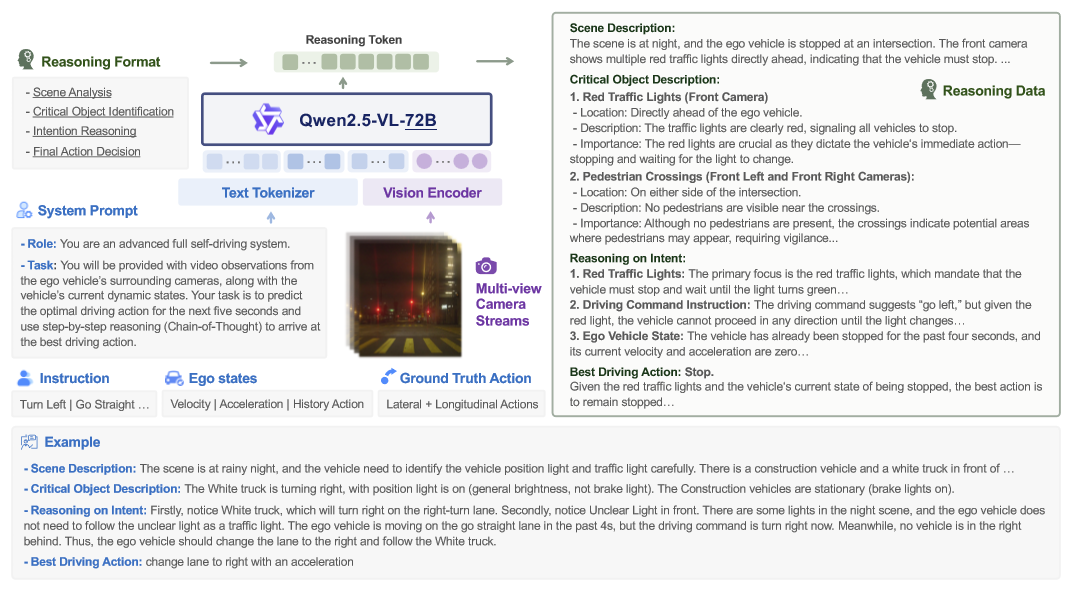 Reasoning Format
- Scene Analysis
- Critical Object Identification
- Intention Reasoning
- Final Action Decision
Reasoning Token
Qwen2.5-VL-72B
Text Tokenizer
Vision Encoder
System Prompt
- Role: You are an advanced full self-driving system.
- Task: You will be provided with video observations from
the ego vehicle's surrounding cameras, along with the
vehicle's current dynamic states. Your task is to predict
the optimal driving action for the next five seconds and
use step-by-step reasoning (Chain-of-Thought) to arrive at
the best driving action.
Multi-view
Camera
Streams
Instruction
Turn Left | Go Straight …
Ego states
Velocity | Acceleration | History Action
Ground Truth Action
Lateral + Longitudinal Actions
Reasoning Data
Scene Description:
The scene is at night, and the ego vehicle is stopped at an intersection. The front camera
shows multiple red traffic lights directly ahead, indicating that the vehicle must stop. ...
Critical Object Description:
1. Red Traffic Lights (Front Camera)
- Location: Directly ahead of the ego vehicle.
- Description: The traffic lights are clearly red, signaling all vehicles to stop.
- Importance: The red lights are crucial as they dictate the vehicle's immediate action—
stopping and waiting for the light to change.
2. Pedestrian Crossings (Front Left and Front Right Cameras):
- Location: On either side of the intersection.
- Description: No pedestrians are visible near the crossings.
- Importance: Although no pedestrians are present, the crossings indicate potential areas
where pedestrians may appear, requiring vigilance...
Reasoning on Intent:
1. Red Traffic Lights: The primary focus is the red traffic lights, which mandate that the
vehicle must stop and wait until the light turns green…
2. Driving Command Instruction: The driving command suggests “go left,” but given the
red light, the vehicle cannot proceed in any direction until the light changes…
3. Ego Vehicle State: The vehicle has already been stopped for the past four seconds, and
its current velocity and acceleration are zero…
Best Driving Action: Stop.
Given the red traffic lights and the vehicle's current state of being stopped, the best action is
to remain stopped…
Example
- Scene Description: The scene is at rainy night, and the vehicle need to identify the vehicle position light and traffic light carefully. There is a construction vehicle and a white truck in front of …
- Critical Object Description: The White truck is turning right, with position light is on (general brightness, not brake light). The Construction vehicles are stationary (brake lights on).
- Reasoning on Intent: Firstly, notice White truck, which will turn right on the right-turn lane. Secondly, notice Unclear Light in front. There are some lights in the night scene, and the ego vehicle does
not need to follow the unclear light as a traffic light. The ego vehicle is moving on the go straight lane in the past 4s, but the driving command is turn right now. Meanwhile, no vehicle is in the right
behind. Thus, the ego vehicle should change the lane to the right and follow the White truck.
- Best Driving Action: change lane to right with an acceleration